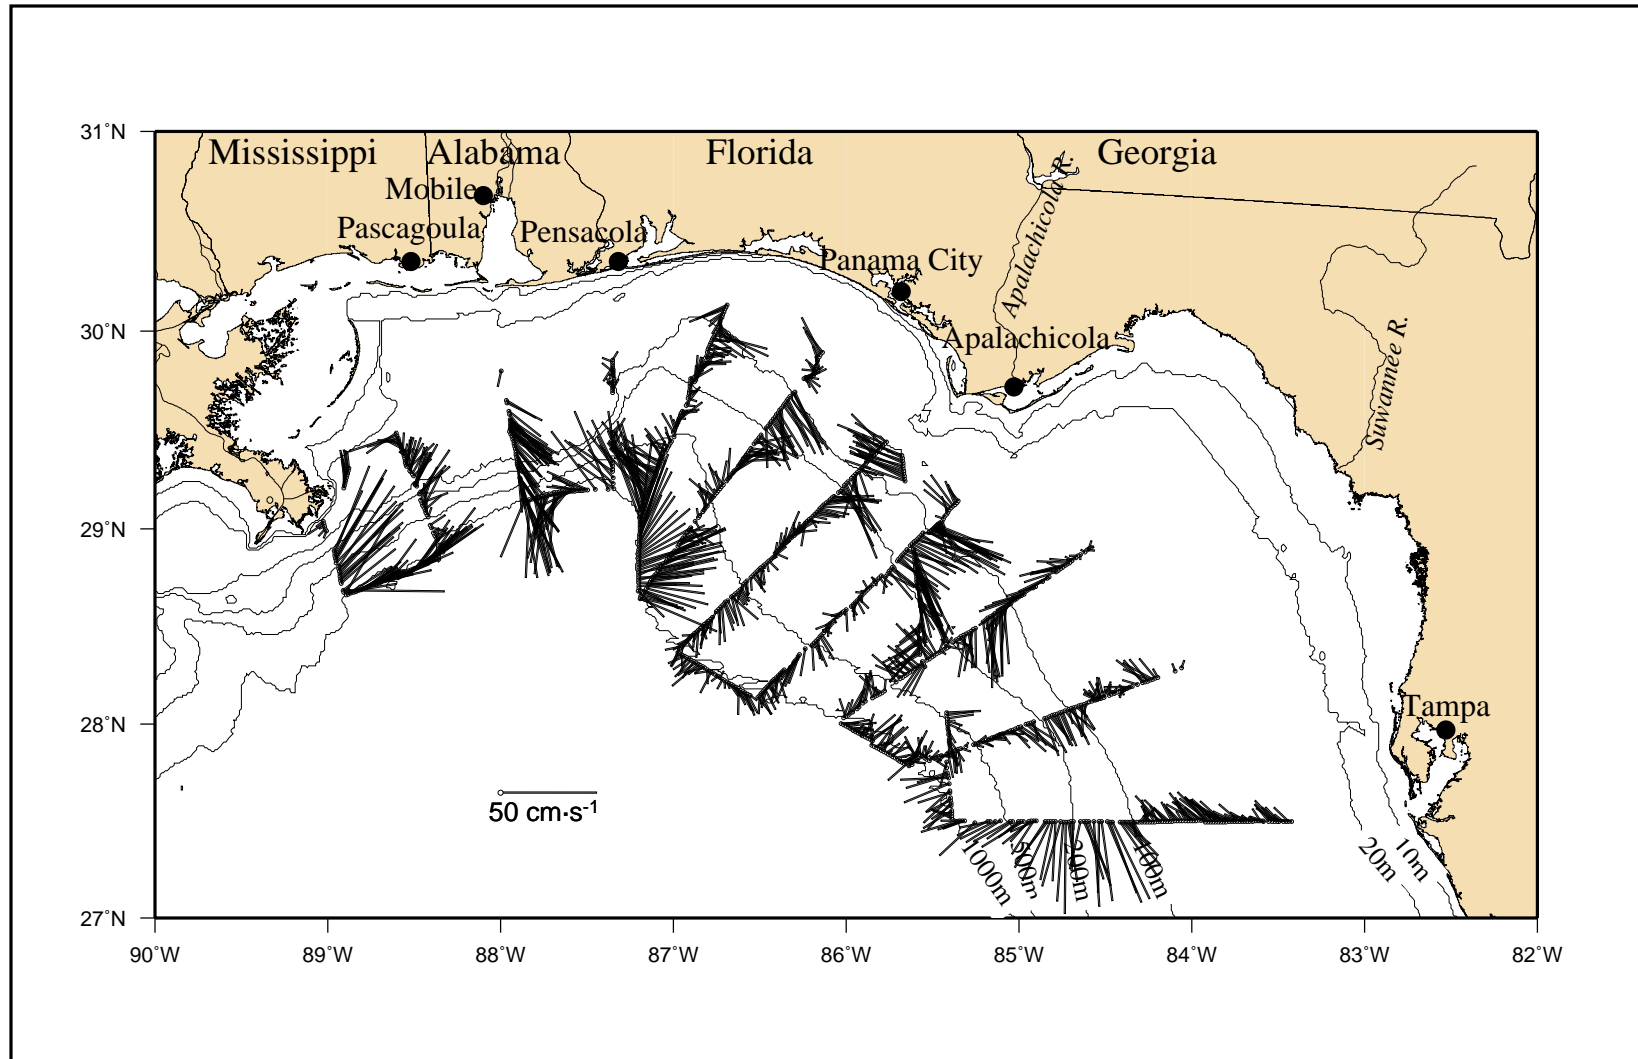 31°N
Mississippi Alabama Florida Georgia
Mobile
Apalachicola R.
Pascagoula Pensacola
Panama City
30°N
Apalachicola
Suwannee R.
29°N
28°N
Tampa
50 cm·s-1
1000m 500m 200m 100m 20m 10m
27°N
90°W 89°W 88°W 87°W 86°W 85°W 84°W 83°W 82°W